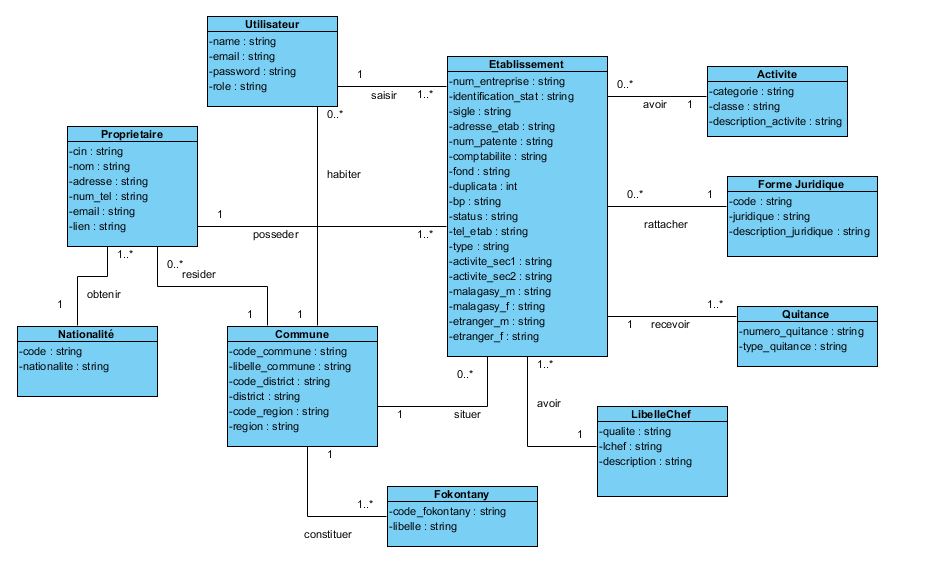 Utilisateur
-name : string
-email : string
-password : string
-role : string
Etablissement
-num_entreprise : string
-identification_stat : string
-sigle : string
-adresse_etab : string
-num_patente : string
-comptabilite : string
-fond : string
-duplicata : int
-bp : string
-status : string
-tel_etab : string
-type : string
-activite_sec1 : string
-activite_sec2 : string
-malagasy_m : string
-malagasy_f : string
-etranger_m : string
-etranger_f : string
Activite
-categorie : string
-classe : string
-description_activite : string
1
saisir
1..*
0..*
avoir
1
Proprietaire
-cin : string
-nom : string
-adresse : string
-num_tel : string
-email : string
-lien : string
0..*
habiter
1
Forme Juridique
-code : string
-juridique : string
-description_juridique : string
0..*
1
rattacher
1
posseder
1..*
1..*
obtenir
1
0..*
resider
1
Nationalité
-code : string
-nationalite : string
Commune
-code_commune : string
-libelle_commune : string
-code_district : string
-district : string
-code_region : string
-region : string
Quitance
-numero_quitance : string
-type_quitance : string
1..*
1
recevoir
0..*
1
situer
1..*
avoir
1
LibelleChef
-qualite : string
-lchef : string
-description : string
1
1..*
constituer
Fokontany
-code_fokontany : string
-libelle : string